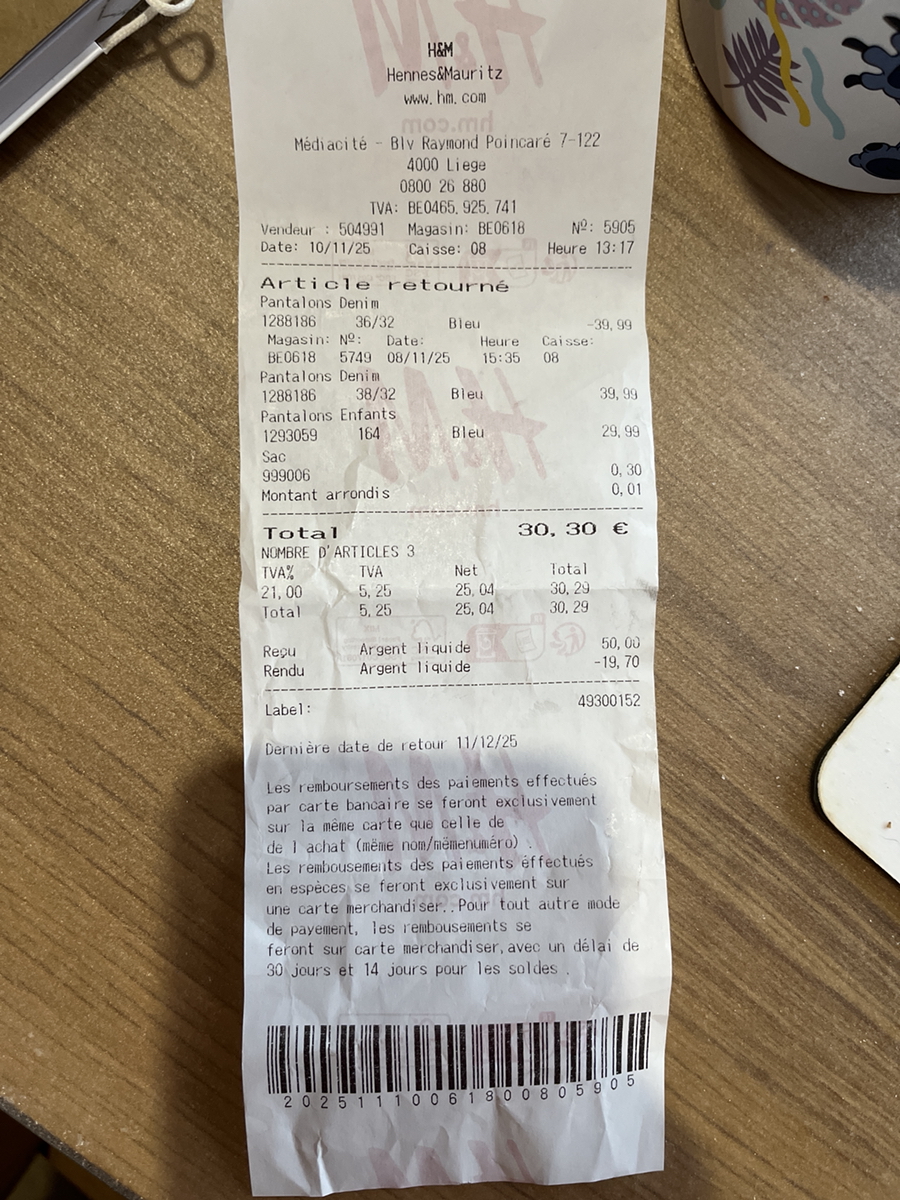 H&M
Hennes&Mauritz
www.hm.com
Médiacité - Blv Raymond Poincaré 7-122
4000 Liege
0800 26 880
TVA: BE0465.925.741
Vendeur : 504991 Magasin: BE0618 Nº: 5905
Date: 10/11/25 Caisse: 08 Heure 13:17
Article retourné
Pantalons Denim
1288186 36/32 Bleu -39,99
Magasin: Nº: Date: Heure Caisse:
BE0618 5749 08/11/25 15:35 08
Pantalons Denim
1288186 38/32 Bleu 39,99
Pantalons Enfants
1293059 164 Bleu 29,99
Sac
999006 0,30
Montant arrondis 0,01
Total 30,30 €
NOMBRE D'ARTICLES 3
TVA% TVA Net Total
21,00 5,25 25,04 30,29
Total 5,25 25,04 30,29
Reçu Argent liquide 50,00
Rendu Argent liquide -19,70
Label: 49300152
Dernière date de retour 11/12/25
Les remboursements des paiements effectués
par carte bancaire se feront exclusivement
sur la même carte que celle de
de l achat (mëme nom/mëmenuméro) .
Les rembousements des paiements éffectués
en espèces se feront exclusivement sur
une carte merchandiser..Pour tout autre mode
de payement, les rembousements se
feront sur carte merchandiser,avec un délai de
30 jours et 14 jours pour les soldes .
20251110061800805905